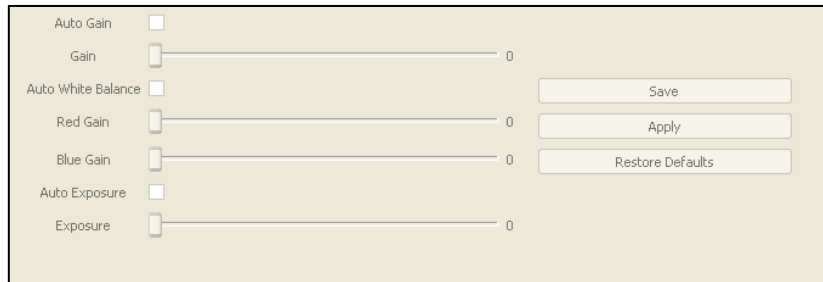 Auto Gain
Gain 0
Auto White Balance
Save
Red Gain 0
Apply
Blue Gain 0
Restore Defaults
Auto Exposure
Exposure 0